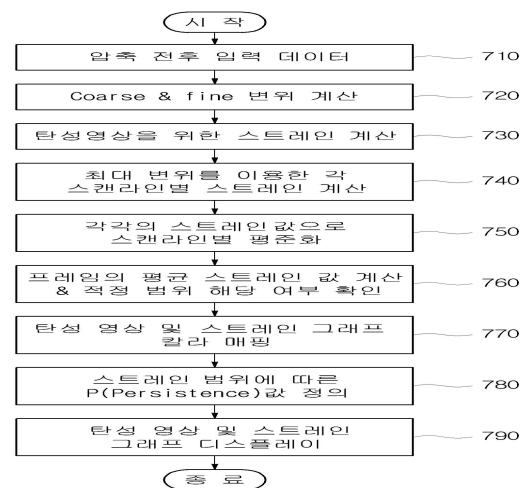 시 작
압축 전후 입력 데이터
710
Coarse & fine 변위 계산
720
탄성영상을 위한 스트레인 계산
730
최대 변위를 이용한 각
스캔라인별 스트레인 계산
740
각각의 스트레인값으로
스캔라인별 평준화
750
프레임의 평균 스트레인 값 계산
& 적정 범위 해당 여부 확인
760
탄성 영상 및 스트레인 그래프
칼라 매핑
770
스트레인 범위에 따른
P(Persistence)값 정의
780
탄성 영상 및 스트레인
그래프 디스플레이
790
종 료